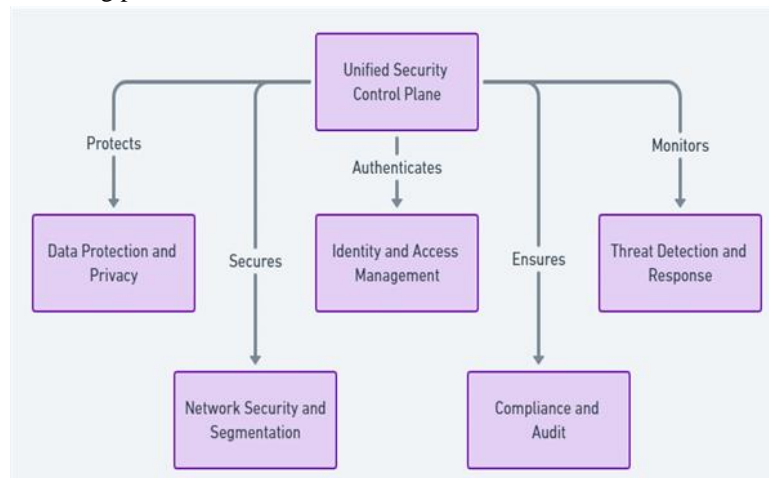 Unified Security
Control Plane
Protects
Authenticates
Monitors
Data Protection and
Privacy
Secures
Identity and Access
Management
Ensures
Threat Detection and
Response
Network Security and
Segmentation
Compliance and
Audit